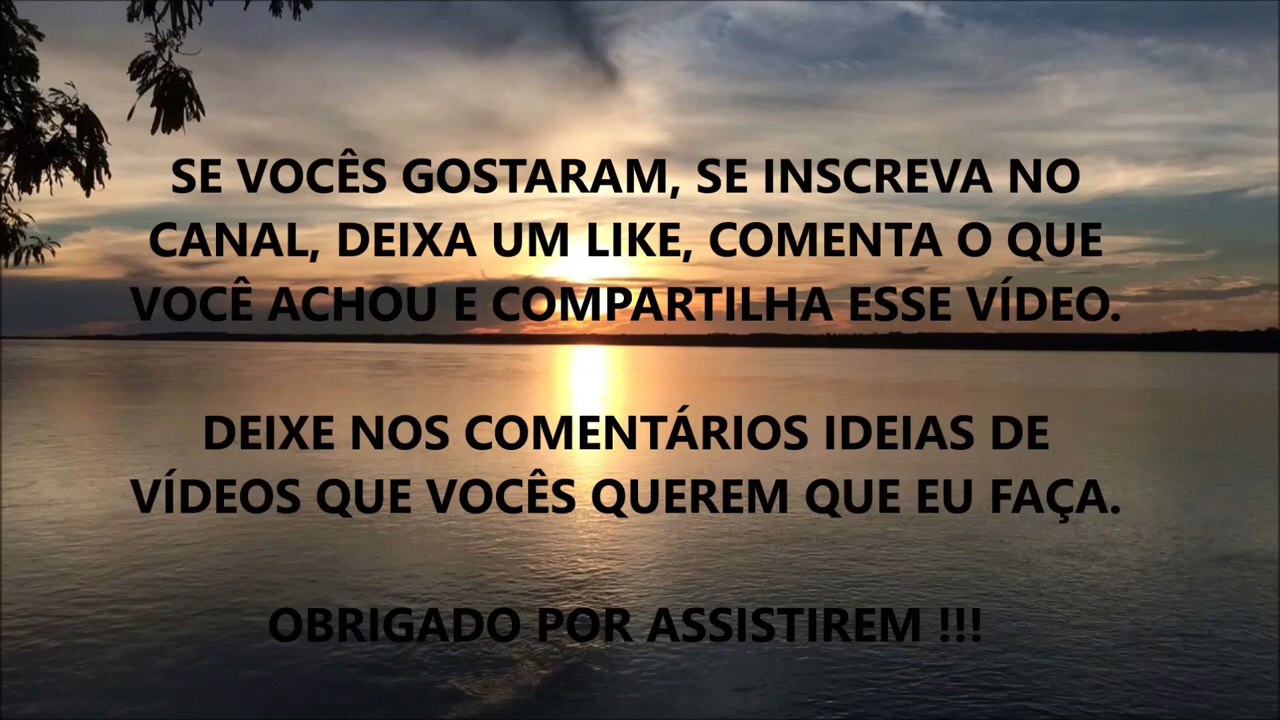 SE VOCÊS GOSTARAM, SE INSCREVA NO
CANAL, DEIXA UM LIKE, COMENTA O QUE
VOCÊ ACHOU E COMPARTILHA ESSE VÍDEO.
DEIXE NOS COMENTÁRIOS IDEIAS DE
VÍDEOS QUE VOCÊS QUEREM QUE EU FAÇA.
OBRIGADO POR ASSISTIREM !!!